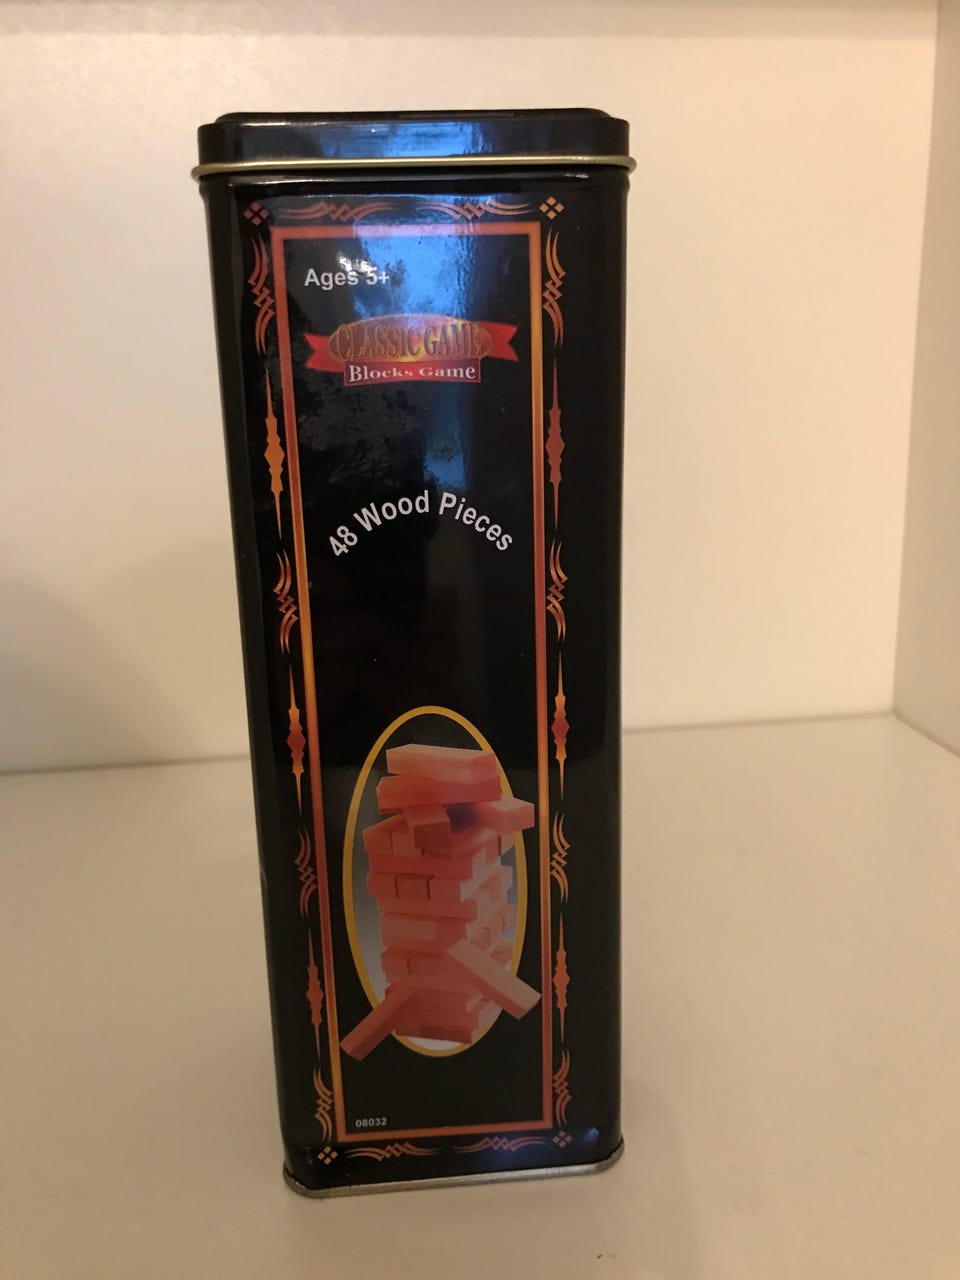 Ages 5+
CLASSIC GAME
Blocks Game
48 Wood Pieces
08032